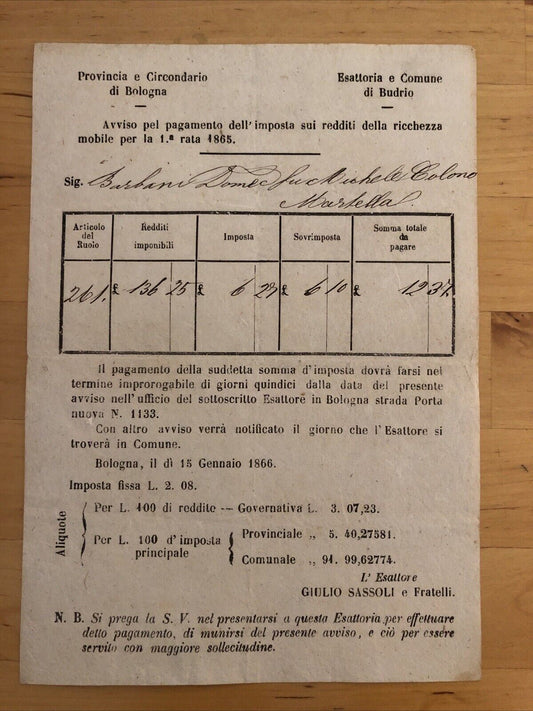 Provincia e Circondario
di Bologna
Esattoria e Comune
di Budrio
Avviso pel pagamento dell'imposta sui redditi della ricchezza
mobile per la 1.ª rata 1865.
Sig. Barbani Domeco fu Michele Colono
Martella
Articolo
del
Ruolo
Redditi
imponibili
Imposta
Sovrimposta
Somma totale
da
pagare
261. £ 136 25 £ 6 27 £ 6 10 £ 12 37.
Il pagamento della suddetta somma d'imposta dovrà farsi nel
termine improrogabile di giorni quindici dalla data del presente
avviso nell'ufficio del sottoscritto Esattore in Bologna strada Porta
nuova N. 1133.
Con altro avviso verrà notificato il giorno che l'Esattore si
troverà in Comune.
Bologna, il dì 15 Gennaio 1866.
Imposta fissa L. 2. 08.
Aliquote
Per L. 100 di reddito — Governativa L. 3. 07,23.
Per L. 100 d'imposta
principale
Provinciale „ 5. 40,27581.
Comunale „ 91. 99,62774.
L' Esattore
GIULIO SASSOLI e Fratelli.
N. B. Si prega la S. V. nel presentarsi a questa Esattoria per effettuare
detto pagamento, di munirsi del presente avviso, e ciò per essere
servito con maggiore sollecitudine.